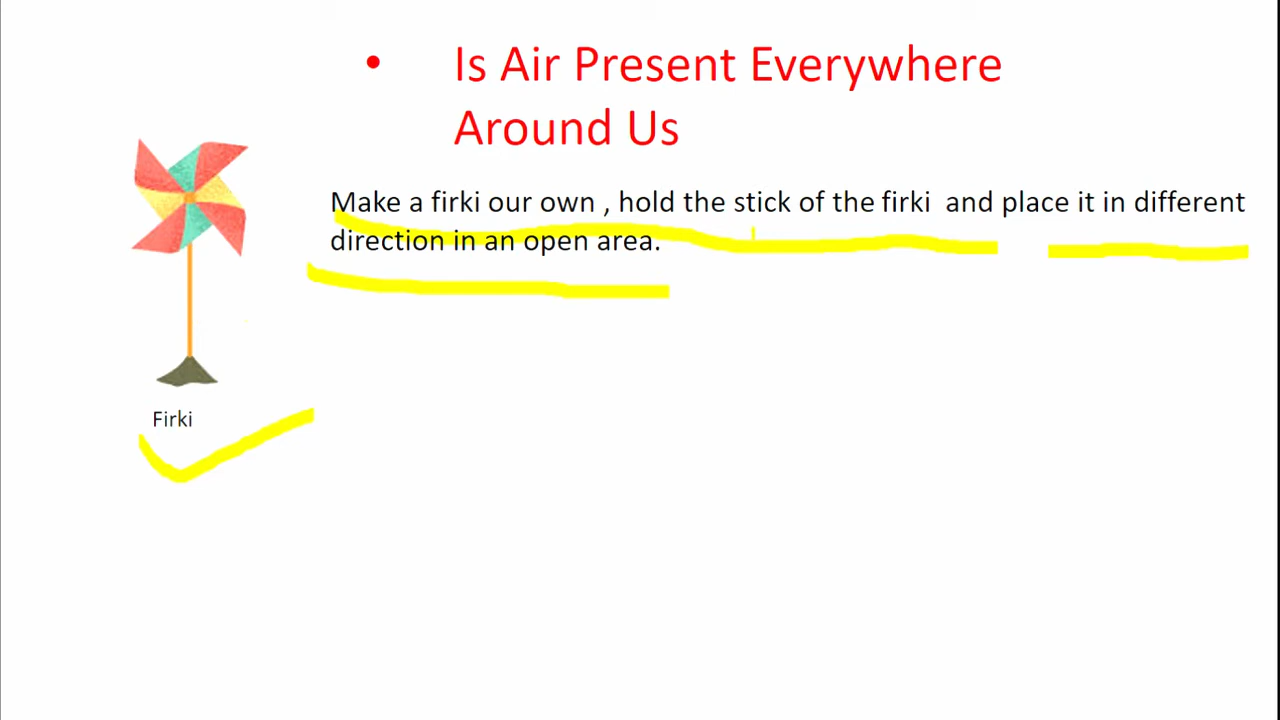 • Is Air Present Everywhere
Around Us
Make a firki our own , hold the stick of the firki and place it in different
direction in an open area.
Firki